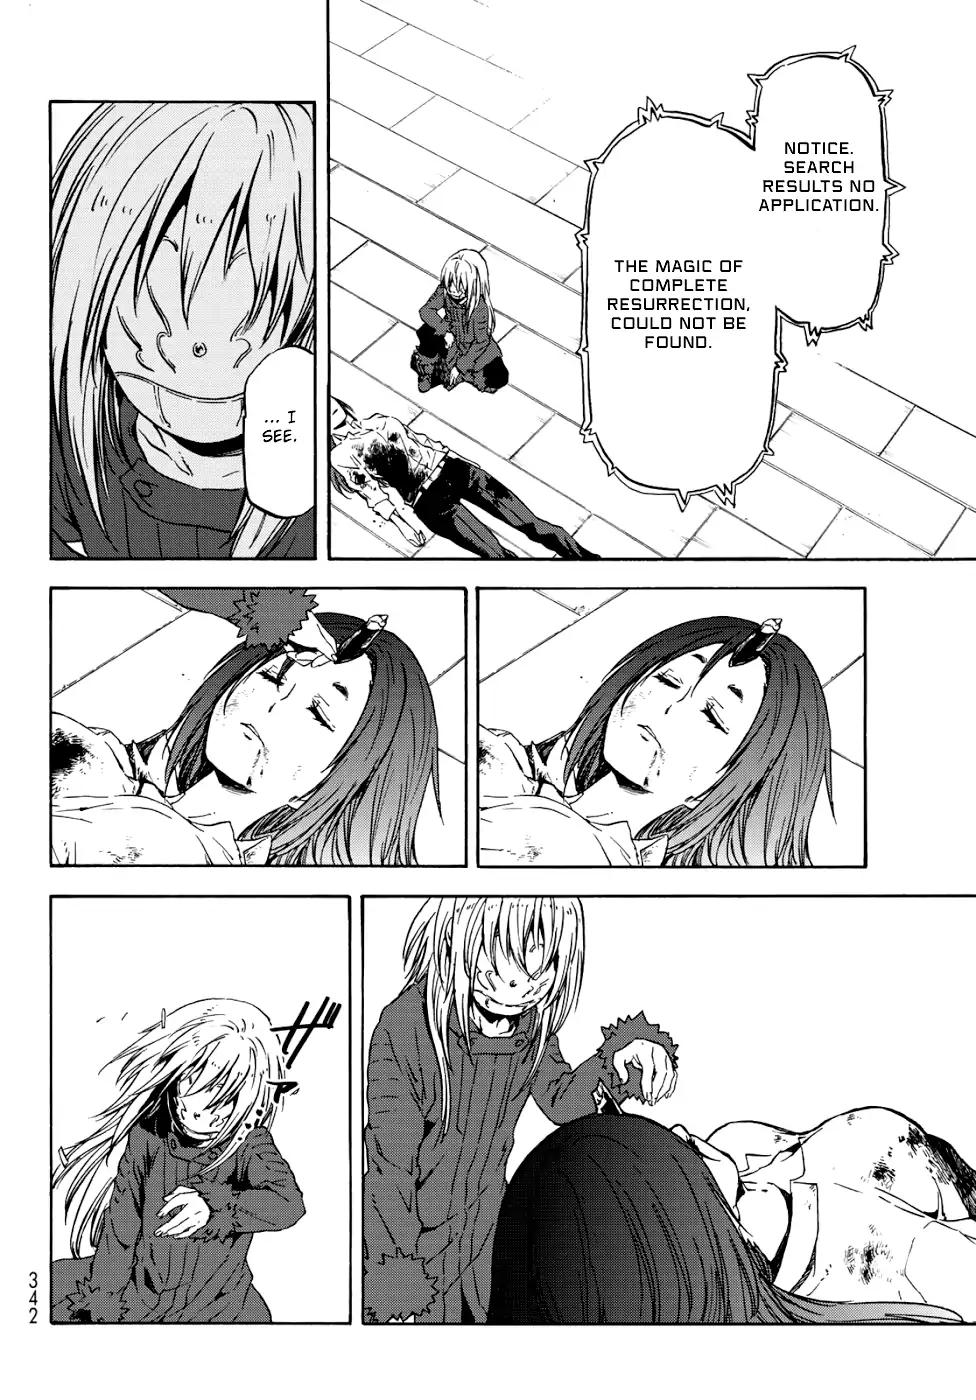 NOTICE.
SEARCH
RESULTS NO
APPLICATION.
THE MAGIC OF
COMPLETE
RESURRECTION,
COULD NOT BE
FOUND.
... I
SEE.
342